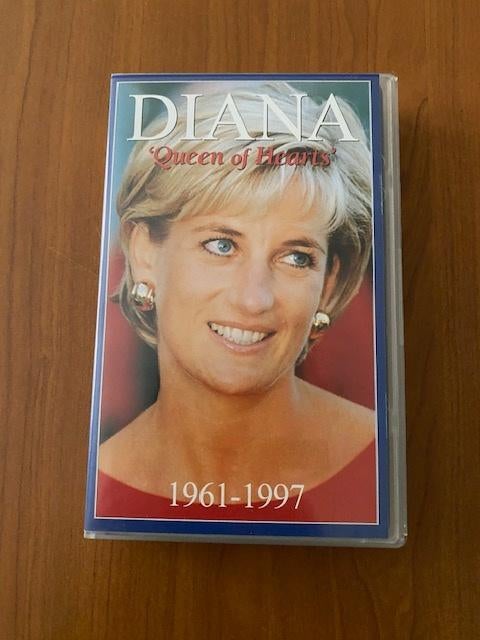 DIANA
'Queen of Hearts'
1961-1997